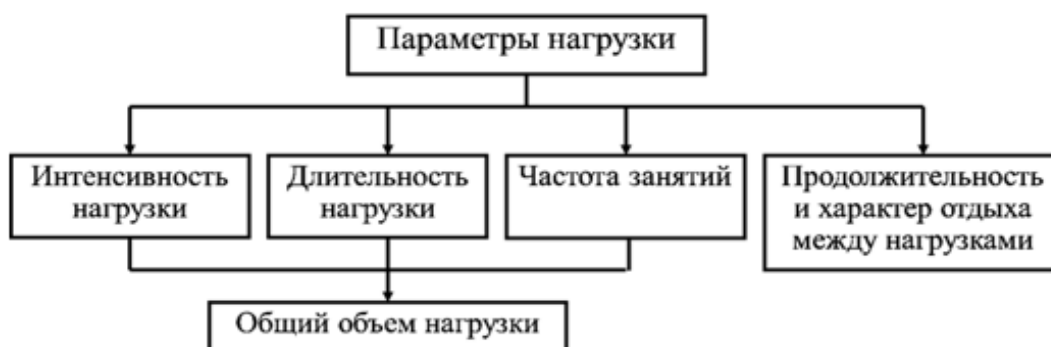 Параметры нагрузки
Интенсивность
нагрузки
Длительность
нагрузки
Частота занятий
Продолжительность
и характер отдыха
между нагрузками
Общий объем нагрузки